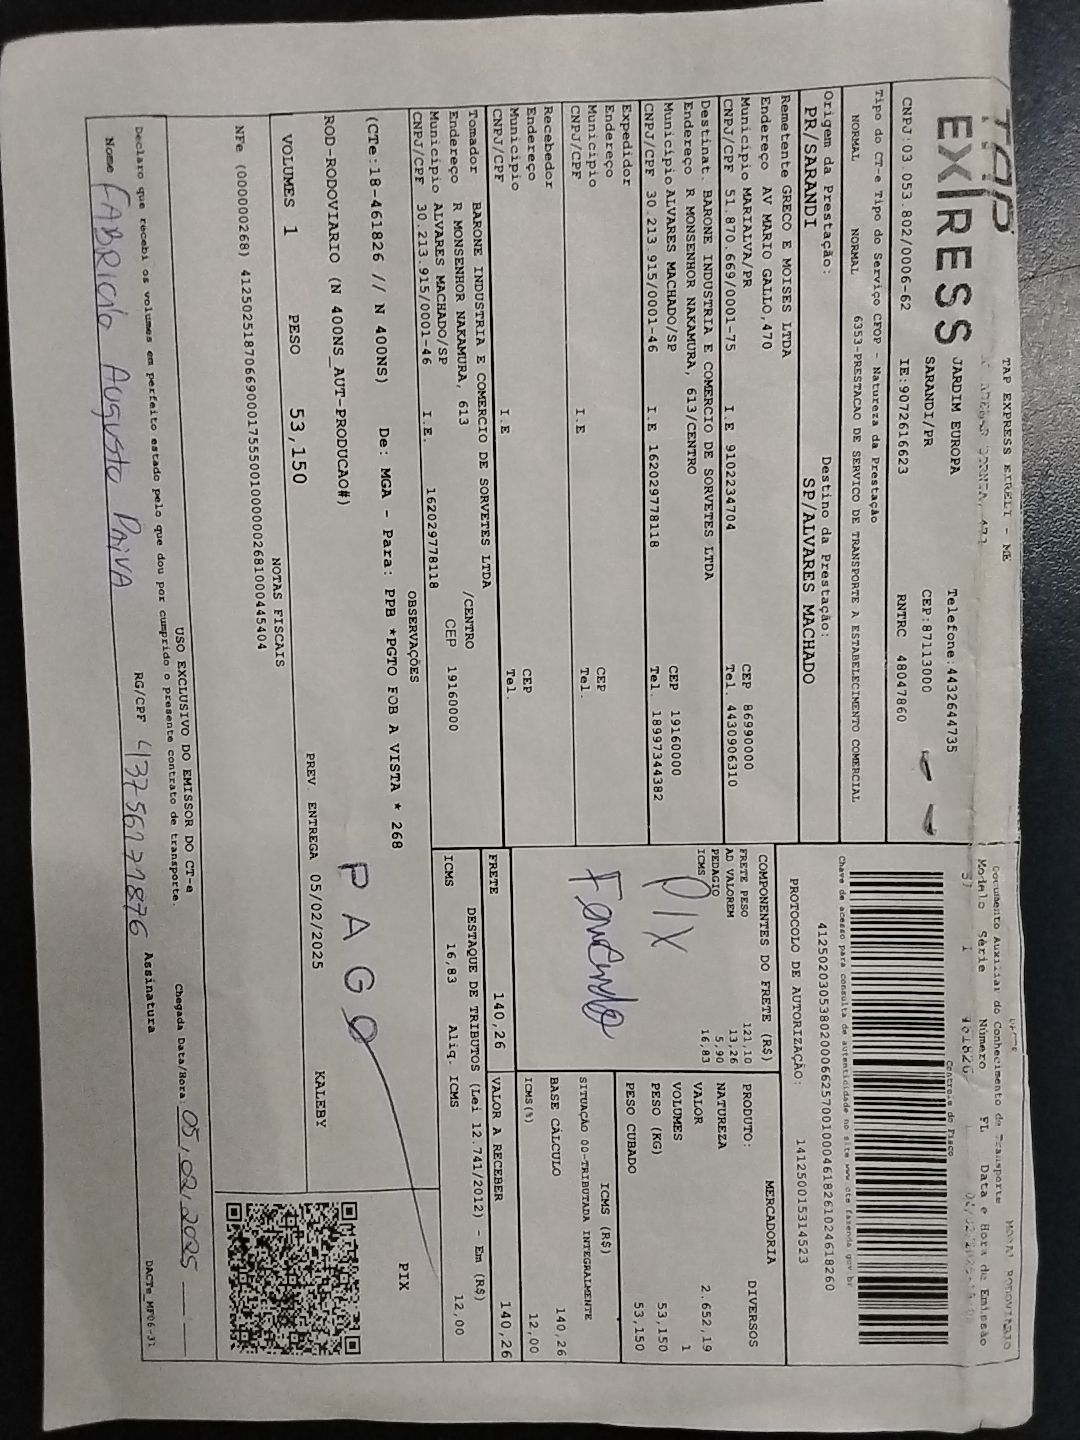 TAP
EXPRESS
TAP EXPRESS EIRELI - ME
JARDIM EUROPA
SARANDI/PR
Telefone:4432644735
CEP:87113000
CNPJ:03.053.802/0006-62
IE:9072616623
RNTRC 48047860
DACTE
MODAL RODOVIARIO
Documento Auxiliar do Conhecimento de Transporte
Modelo Série Número FL Data e Hora de Emissão
57 1 461826
Controle do Fisco
Chave de acesso para consulta de autenticidade no site www.cte.fazenda.gov.br
41250203053802000662570010004618261024618260
PROTOCOLO DE AUTORIZAÇÃO: 141250015314523
Tipo do CT-e Tipo do Serviço CFOP - Natureza da Prestação
NORMAL NORMAL 6353-PRESTACAO DE SERVICO DE TRANSPORTE A ESTABELECIMENTO COMERCIAL
Origem da Prestação: Destino da Prestação:
PR/SARANDI SP/ALVARES MACHADO
Remetente GRECO E MOISES LTDA
Endereço AV MARIO GALLO,470
Município MARIALVA/PR CEP 86990000
CNPJ/CPF 51.870.669/0001-75 I.E 9102234704 Tel. 4430906310
Destinat. BARONE INDUSTRIA E COMERCIO DE SORVETES LTDA
Endereço R MONSENHOR NAKAMURA, 613/CENTRO
Município ALVARES MACHADO/SP CEP 19160000
CNPJ/CPF 30.213.915/0001-46 I.E 162029778118 Tel. 18997344382
Expedidor
Endereço
Município CEP
CNPJ/CPF I.E Tel.
Recebedor
Endereço
Município CEP
CNPJ/CPF I.E Tel.
Tomador BARONE INDUSTRIA E COMERCIO DE SORVETES LTDA
Endereço R MONSENHOR NAKAMURA, 613 /CENTRO
Município ALVARES MACHADO/SP CEP 19160000
CNPJ/CPF 30.213.915/0001-46 I.E. 162029778118
COMPONENTES DO FRETE (R$)
FRETE PESO 121,10
AD VALOREM 13,26
PEDAGIO 5,90
ICMS 16,83
PIX
MERCADORIA
PRODUTO: DIVERSOS
NATUREZA
VALOR 2.652,19
VOLUMES 1
PESO (KG) 53,150
PESO CUBADO 53,150
ICMS (R$)
SITUAÇÃO 00-TRIBUTADA INTEGRALMENTE
BASE CÁLCULO 140,26
ICMS(%) 12,00
FRETE 140,26 VALOR A RECEBER 140,26
DESTAQUE DE TRIBUTOS (Lei 12.741/2012) - Em (R$)
ICMS 16,83 Aliq. ICMS 12,00
OBSERVAÇÕES
(CTe:18-461826 // N 400NS) De: MGA - Para: PPB *PGTO FOB A VISTA * 268
PAGO
PIX
ROD-RODOVIARIO (N 400NS_AUT-PRODUCAO#)
KALEBY
VOLUMES 1 PESO 53,150 PREV ENTREGA 05/02/2025
NOTAS FISCAIS
NFe (000000268) 41250251870669000175550010000002681000445404
USO EXCLUSIVO DO EMISSOR DO CT-e
Declaro que recebi os volumes em perfeito estado pelo que dou por cumprido o presente contrato de transporte.
Chegada Data/Hora 05,02,2025
Nome FABRICIO Augusto PAIVA RG/CPF 43756171876 Assinatura
DACTe_MF06-31